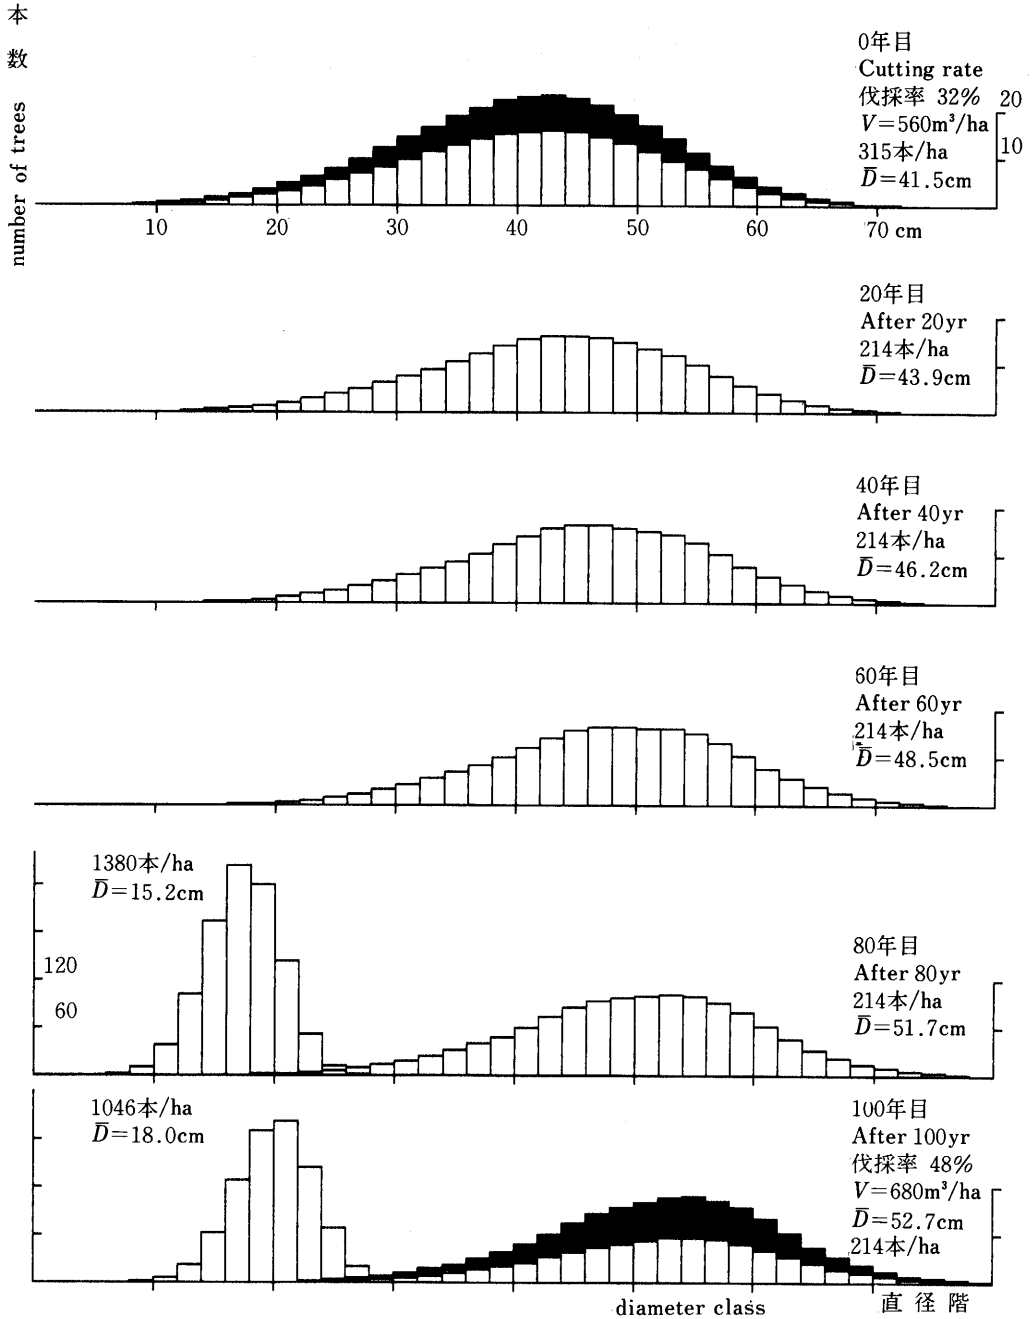 本
数
number of trees
0年目
Cutting rate
伐採率 32%
V=560m³/ha
315本/ha
D̅=41.5cm
20
10
10 20 30 40 50 60 70 cm
20年目
After 20yr
214本/ha
D̅=43.9cm
40年目
After 40yr
214本/ha
D̅=46.2cm
60年目
After 60yr
214本/ha
D̅=48.5cm
1380本/ha
D̅=15.2cm
120
60
80年目
After 80yr
214本/ha
D̅=51.7cm
1046本/ha
D̅=18.0cm
100年目
After 100yr
伐採率 48%
V=680m³/ha
D̅=52.7cm
214本/ha
diameter class 直径階